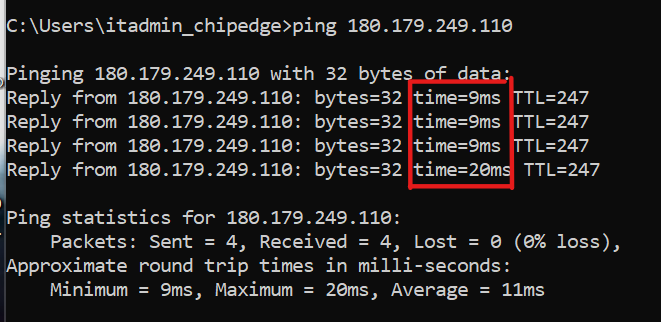 C:\Users\itadmin_chipedge>ping 180.179.249.110
Pinging 180.179.249.110 with 32 bytes of data:
Reply from 180.179.249.110: bytes=32 time=9ms TTL=247
Reply from 180.179.249.110: bytes=32 time=9ms TTL=247
Reply from 180.179.249.110: bytes=32 time=9ms TTL=247
Reply from 180.179.249.110: bytes=32 time=20ms TTL=247
Ping statistics for 180.179.249.110:
    Packets: Sent = 4, Received = 4, Lost = 0 (0% loss),
Approximate round trip times in milli-seconds:
    Minimum = 9ms, Maximum = 20ms, Average = 11ms